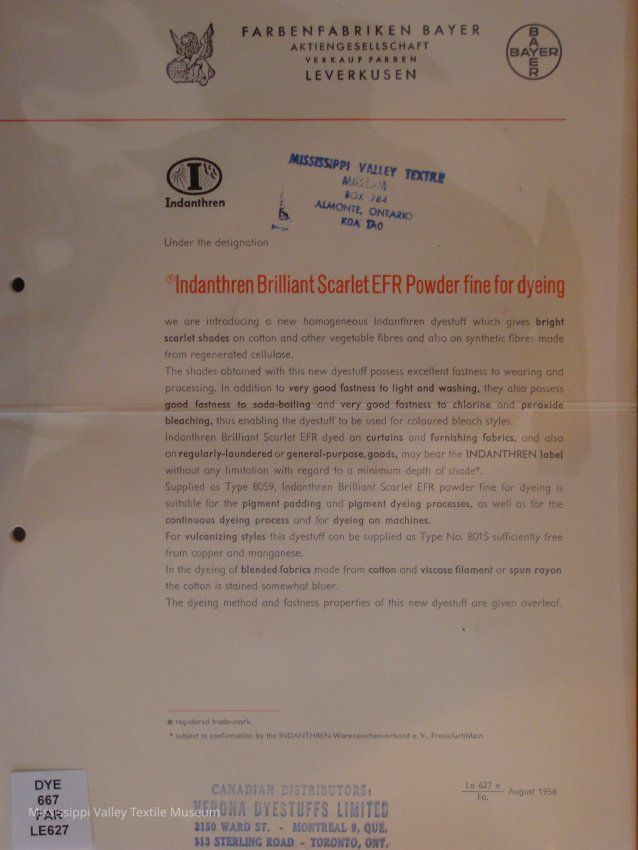 FARBENFABRIKEN BAYER
AKTIENGESELLSCHAFT
VERKAUF FARBEN
LEVERKUSEN
BAYER
BAYER
I
Indanthren
MISSISSIPPI VALLEY TEXTILE
MUSEUM
BOX 784
ALMONTE, ONTARIO
K0A 1A0
Under the designation
®Indanthren Brilliant Scarlet EFR Powder fine for dyeing
we are introducing a new homogeneous Indanthren dyestuff which gives bright
scarlet shades on cotton and other vegetable fibres and also on synthetic fibres made
from regenerated cellulose.
The shades obtained with this new dyestuff possess excellent fastness to wearing and
processing. In addition to very good fastness to light and washing, they also possess
good fastness to soda-boiling and very good fastness to chlorine and peroxide
bleaching, thus enabling the dyestuff to be used for coloured bleach styles.
Indanthren Brilliant Scarlet EFR dyed on curtains and furnishing fabrics, and also
on regularly-laundered or general-purpose goods, may bear the INDANTHREN label
without any limitation with regard to a minimum depth of shade*.
Supplied as Type 8059, Indanthren Brilliant Scarlet EFR powder fine for dyeing is
suitable for the pigment padding and pigment dyeing processes, as well as for the
continuous dyeing process and for dyeing on machines.
For vulcanizing styles this dyestuff can be supplied as Type No. 8015 sufficiently free
from copper and manganese.
In the dyeing of blended fabrics made from cotton and viscose filament or spun rayon
the cotton is stained somewhat bluer.
The dyeing method and fastness properties of this new dyestuff are given overleaf.
® registered trade-mark
* subject to confirmation by the INDANTHREN-Warenzeichenverband e. V., Frankfurt/Main
Le 627 e
Fa.
August 1958
DYE
667
FAR
LE627
Mississippi Valley Textile Museum
CANADIAN DISTRIBUTORS:
VERONA DYESTUFFS LIMITED
2150 WARD ST. - MONTREAL 9, QUE.
113 STERLING ROAD - TORONTO, ONT.